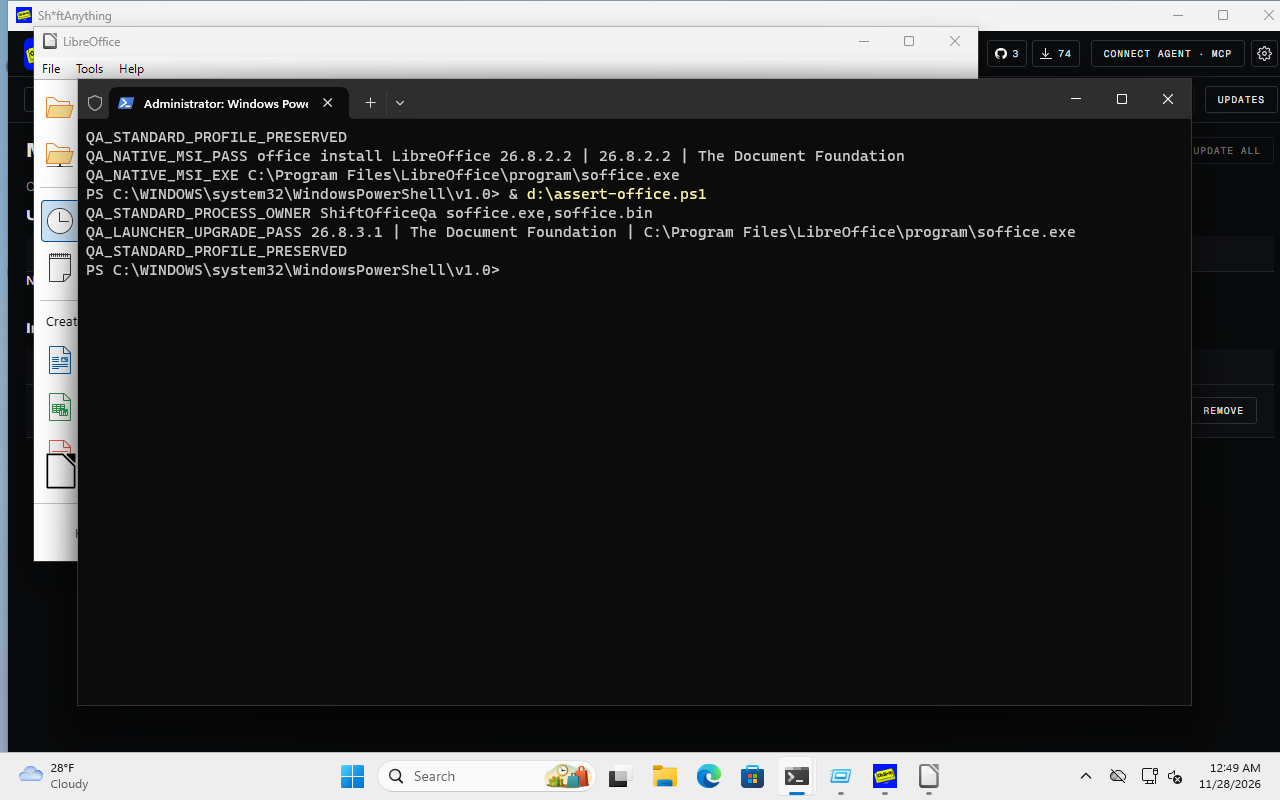 Sh*ftAnything
LibreOffice
3
74
CONNECT AGENT · MCP
File Tools Help
Administrator: Windows Powe
UPDATES
UPDATE ALL
QA_STANDARD_PROFILE_PRESERVED
QA_NATIVE_MSI_PASS office install LibreOffice 26.8.2.2 | 26.8.2.2 | The Document Foundation
QA_NATIVE_MSI_EXE C:\Program Files\LibreOffice\program\soffice.exe
PS C:\WINDOWS\system32\WindowsPowerShell\v1.0> & d:\assert-office.ps1
QA_STANDARD_PROCESS_OWNER ShiftOfficeQa soffice.exe,soffice.bin
QA_LAUNCHER_UPGRADE_PASS 26.8.3.1 | The Document Foundation | C:\Program Files\LibreOffice\program\soffice.exe
QA_STANDARD_PROFILE_PRESERVED
PS C:\WINDOWS\system32\WindowsPowerShell\v1.0>
Creat
REMOVE
28°F
Cloudy
Search
12:49 AM
11/28/2026